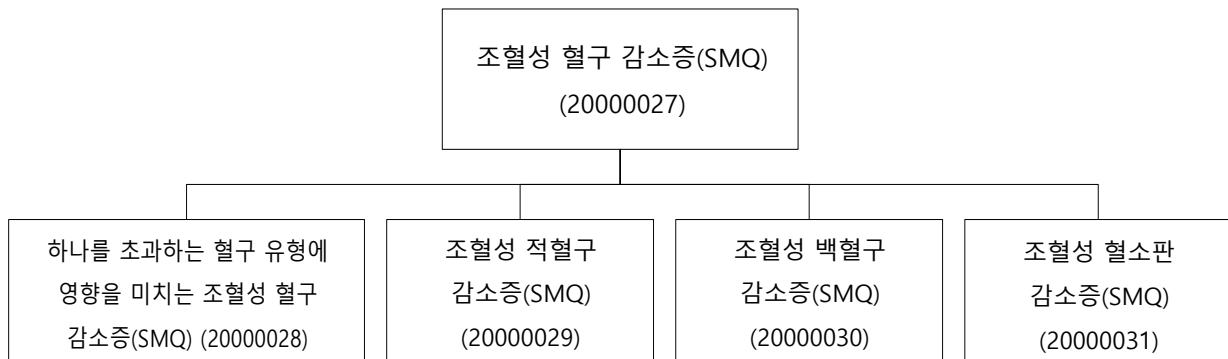 조혈성 혈구 감소증(SMQ)
(20000027)
하나를 초과하는 혈구 유형에
영향을 미치는 조혈성 혈구
감소증(SMQ) (20000028)
조혈성 적혈구
감소증(SMQ)
(20000029)
조혈성 백혈구
감소증(SMQ)
(20000030)
조혈성 혈소판
감소증(SMQ)
(20000031)